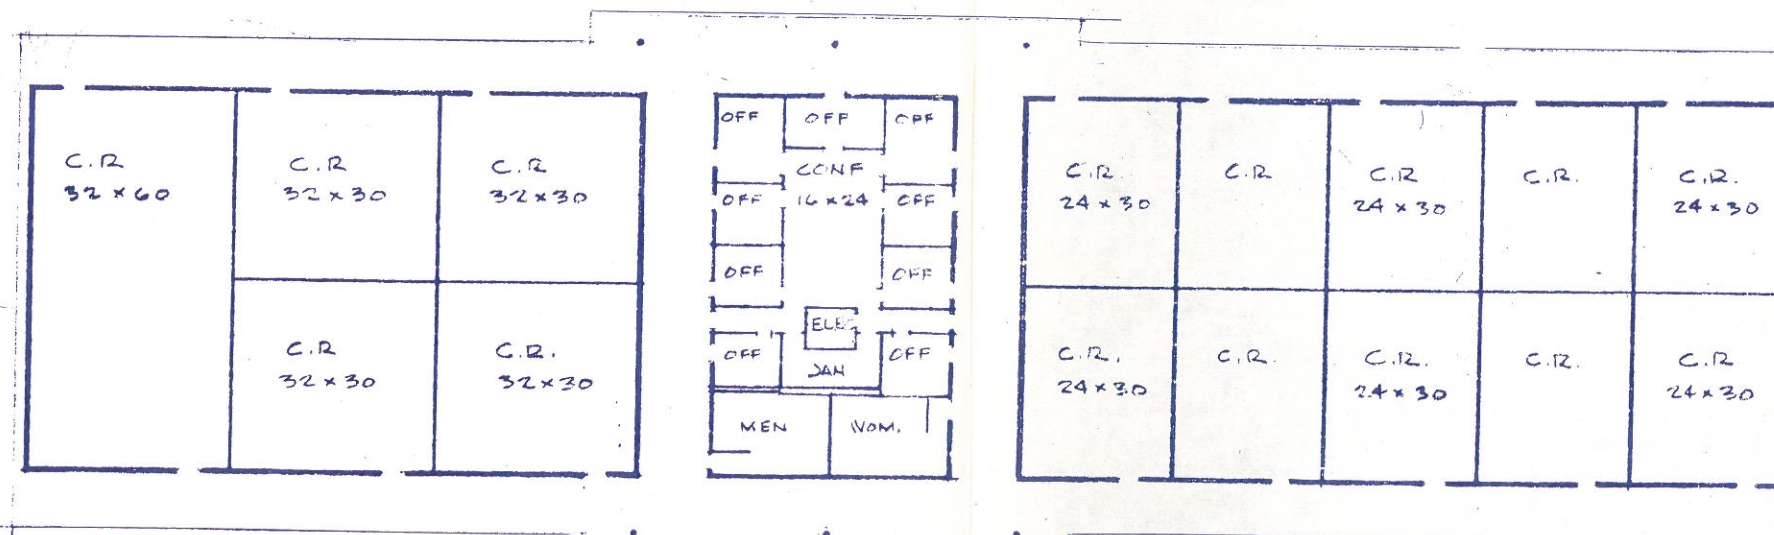 C.R
32 x 60
C.R
32 x 30
C.R
32 x 30
C.R
32 x 30
C.R.
32 x 30
OFF
OFF
OFF
CONF
16 x 24
OFF
OFF
OFF
OFF
ELEC
OFF
OFF
JAN
MEN
WOM.
C.R.
24 x 30
C.R
C.R
24 x 30
C.R.
C.R.
24 x 30
C.R.
24 x 30
C.R.
C.R.
24 x 30
C.R.
C.R
24 x 30